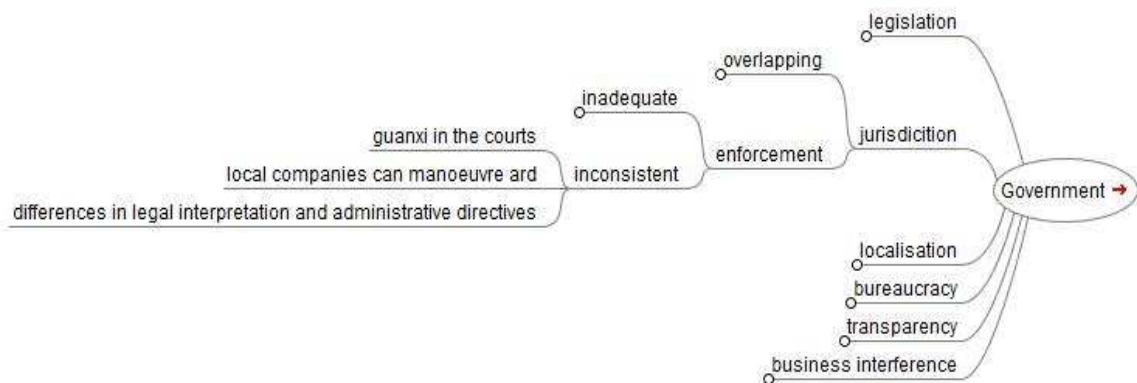 legislation
overlapping
inadequate
guanxi in the courts
jurisdicition
enforcement
inconsistent
local companies can manoeuvre ard
Government
differences in legal interpretation and administrative directives
localisation
bureaucracy
transparency
business interference